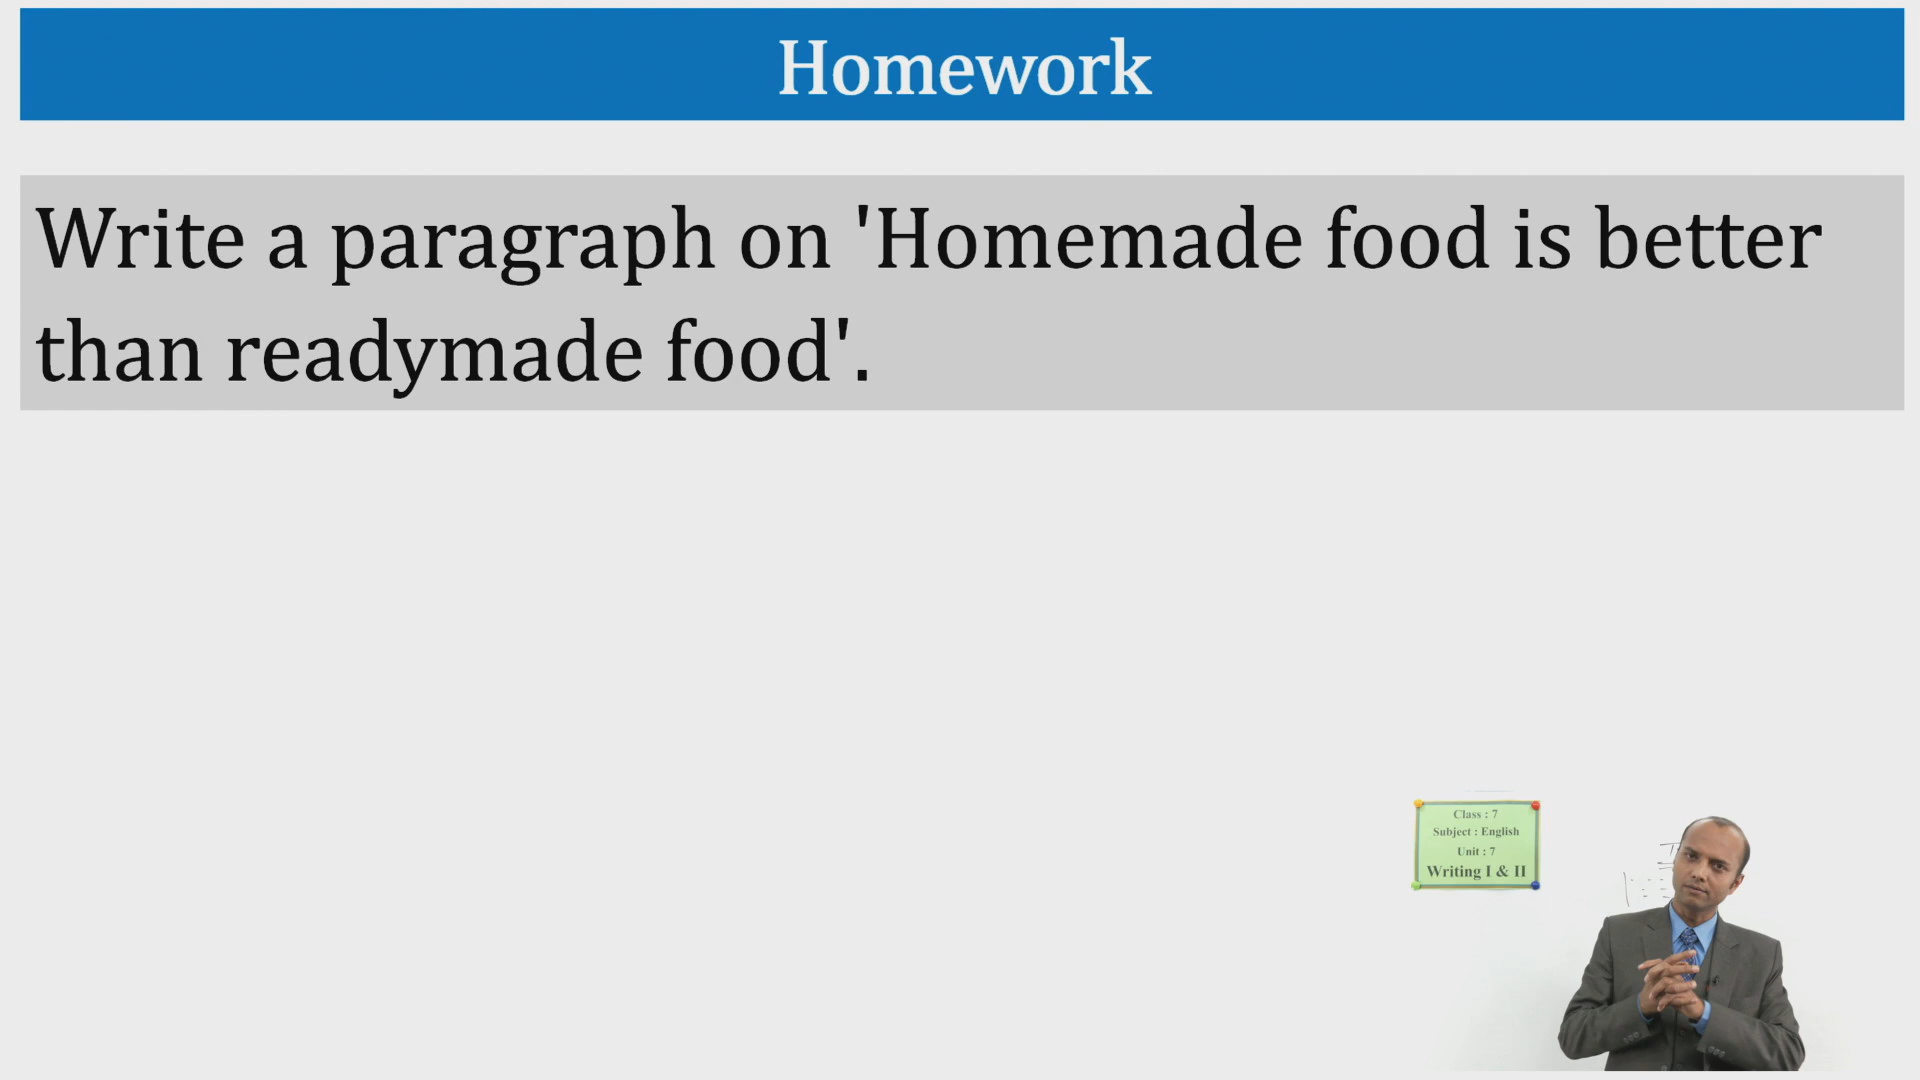 Homework
Write a paragraph on 'Homemade food is better
than readymade food'.
Class : 7
Subject : English
Unit : 7
Writing I & II